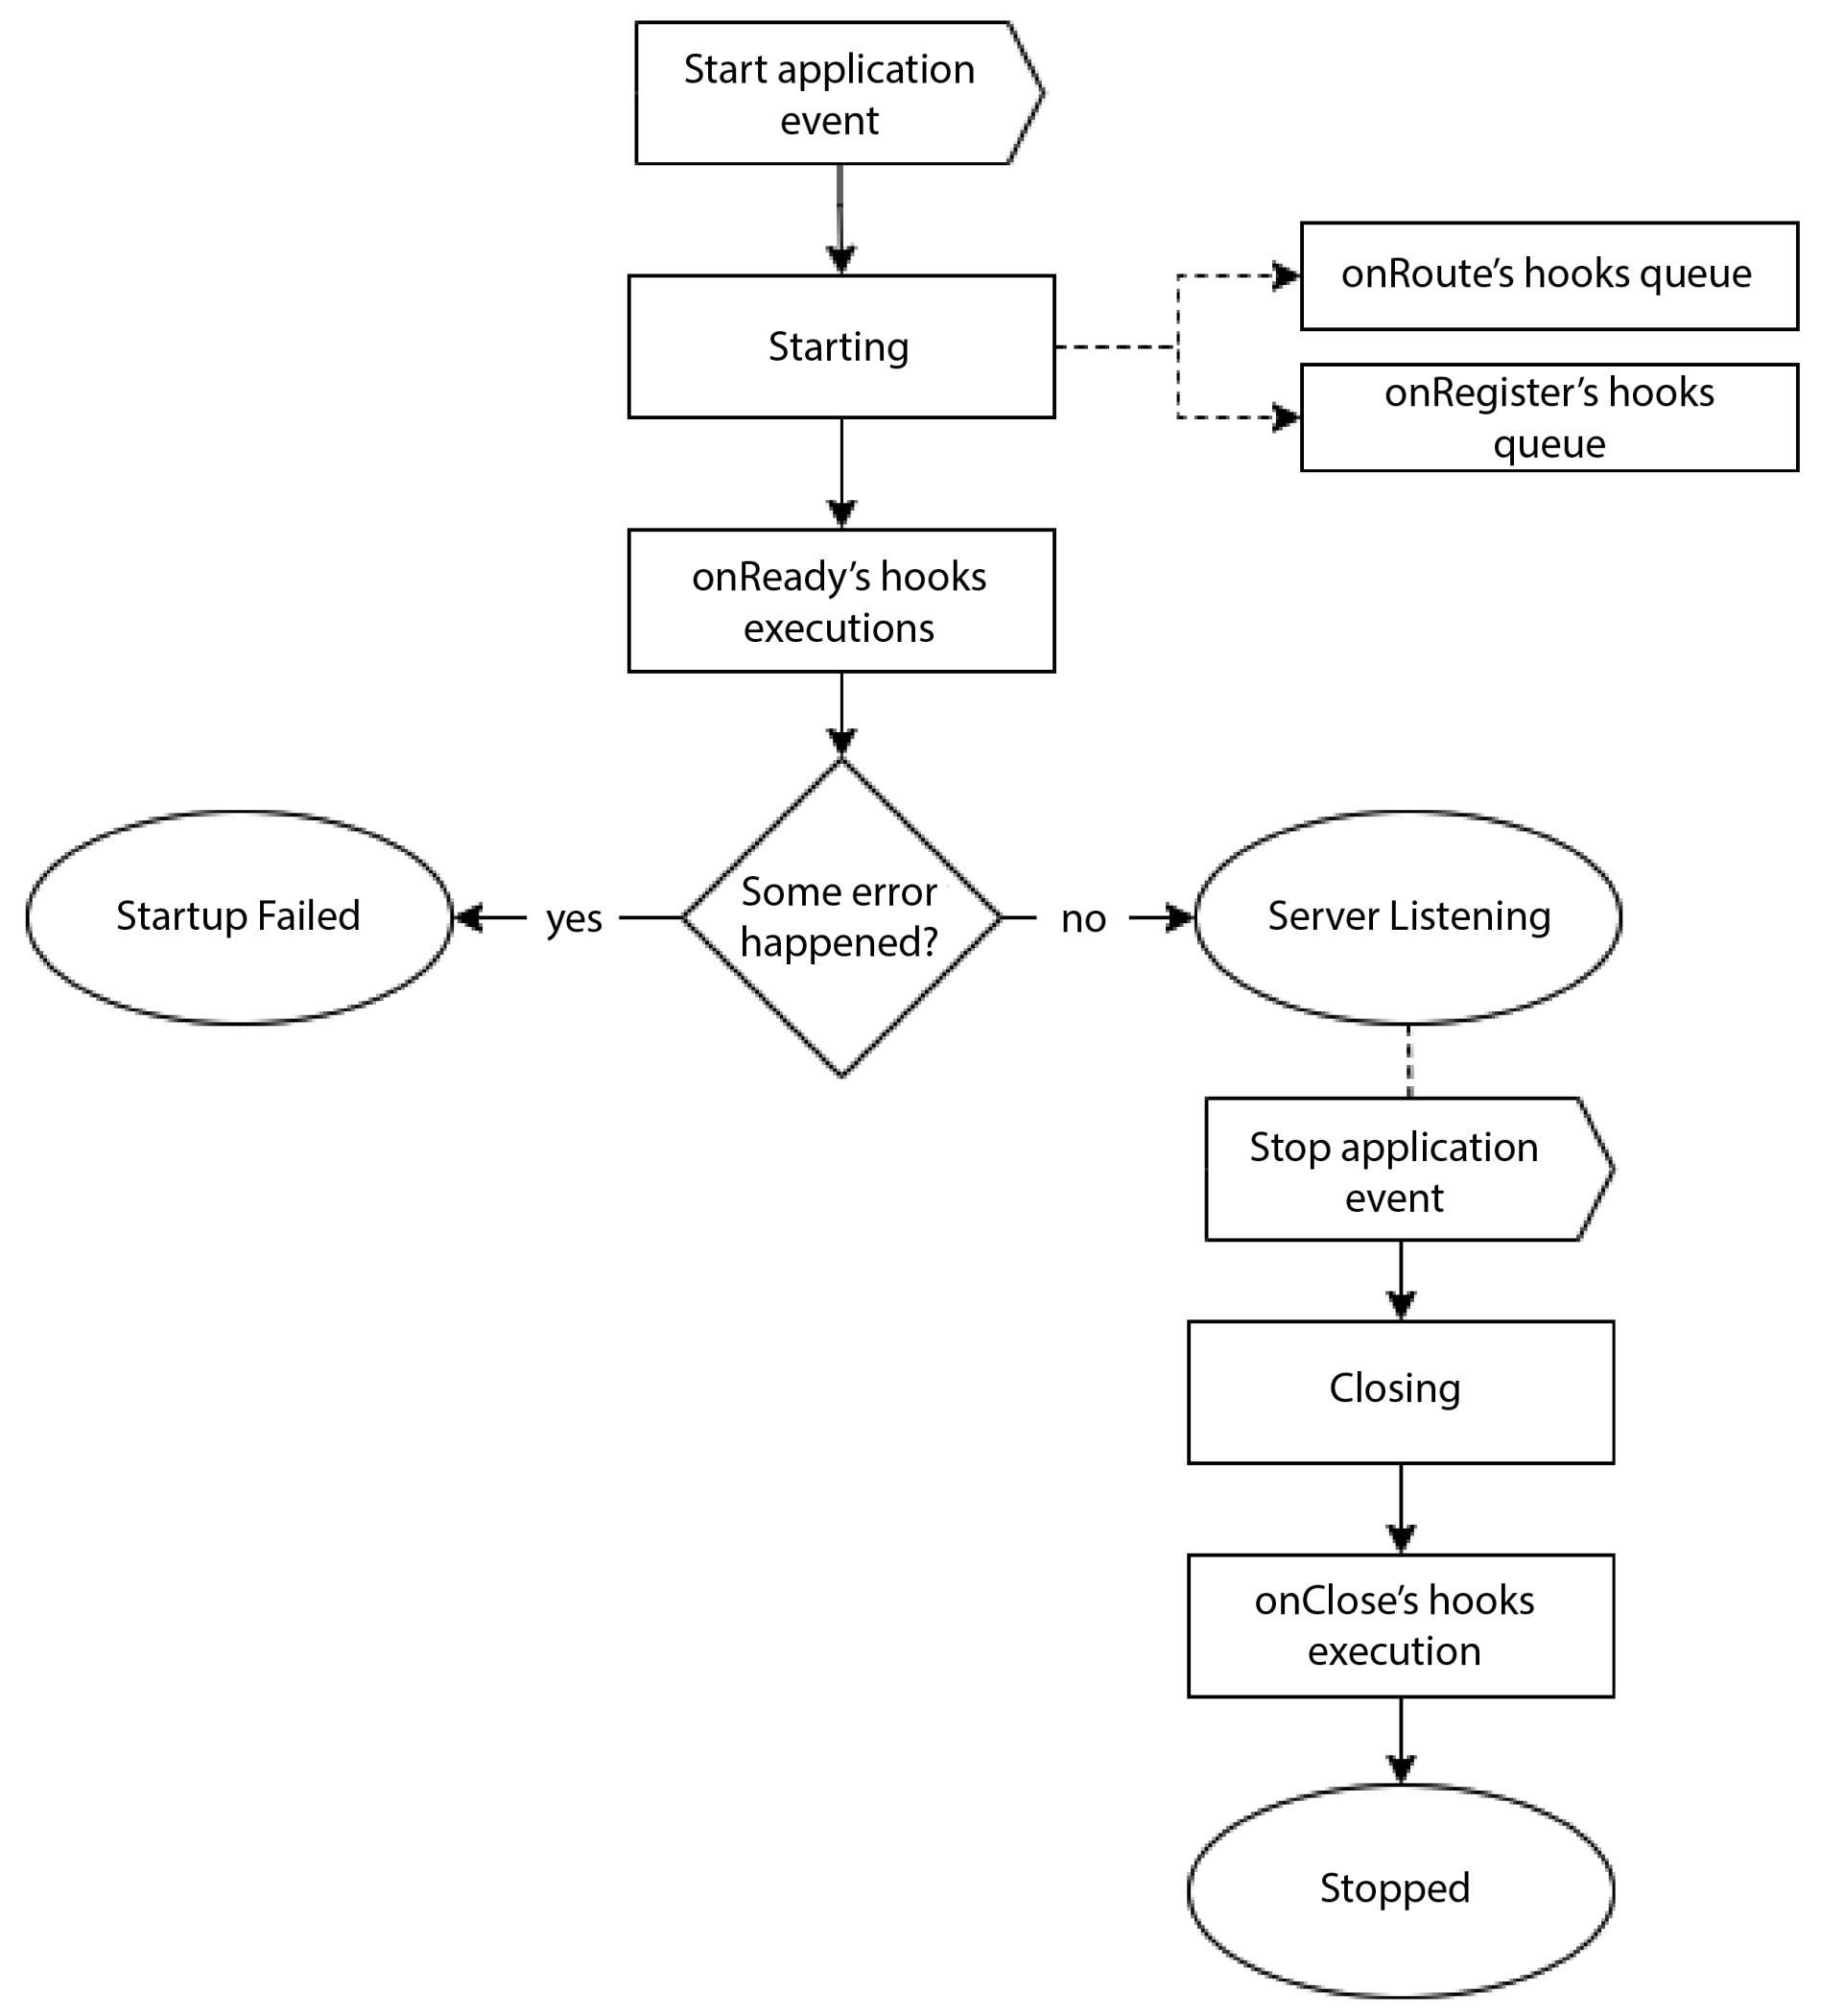 Start application
event
onRoute’s hooks queue
Starting
onRegister’s hooks
queue
onReady’s hooks
executions
Startup Failed
yes
Some error
happened?
no
Server Listening
Stop application
event
Closing
onClose’s hooks
execution
Stopped